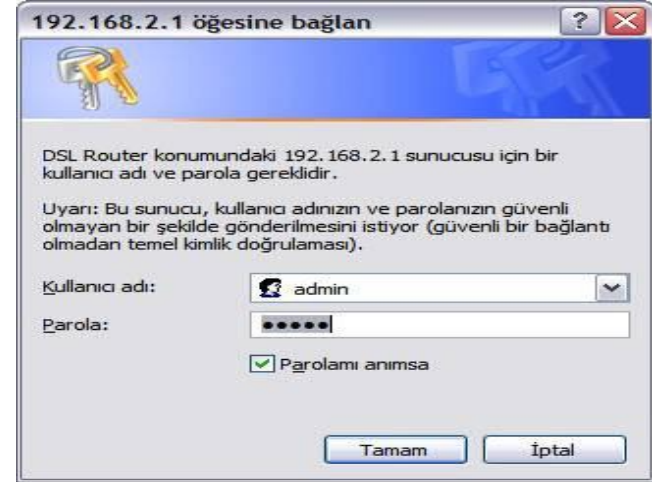 192.168.2.1 öğesine bağlan
DSL Router konumundaki 192.168.2.1 sunucusu için bir
kullanıcı adı ve parola gereklidir.
Uyarı: Bu sunucu, kullanıcı adınızın ve parolanızın güvenli
olmayan bir şekilde gönderilmesini istiyor (güvenli bir bağlantı
olmadan temel kimlik doğrulaması).
Kullanıcı adı: admin
Parola: •••••
Parolamı anımsa
Tamam İptal